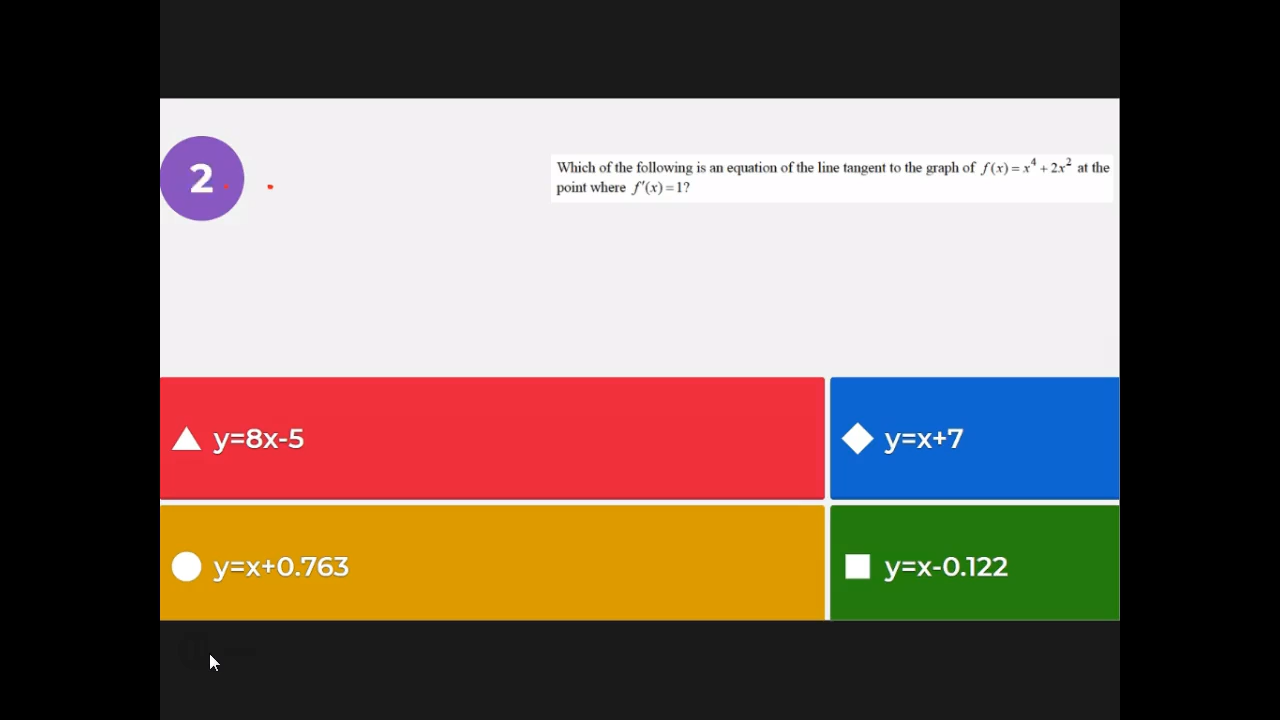 2
Which of the following is an equation of the line tangent to the graph of f(x) = x⁴ + 2x² at the
point where f′(x) = 1?
y=8x-5
y=x+7
y=x+0.763
y=x-0.122